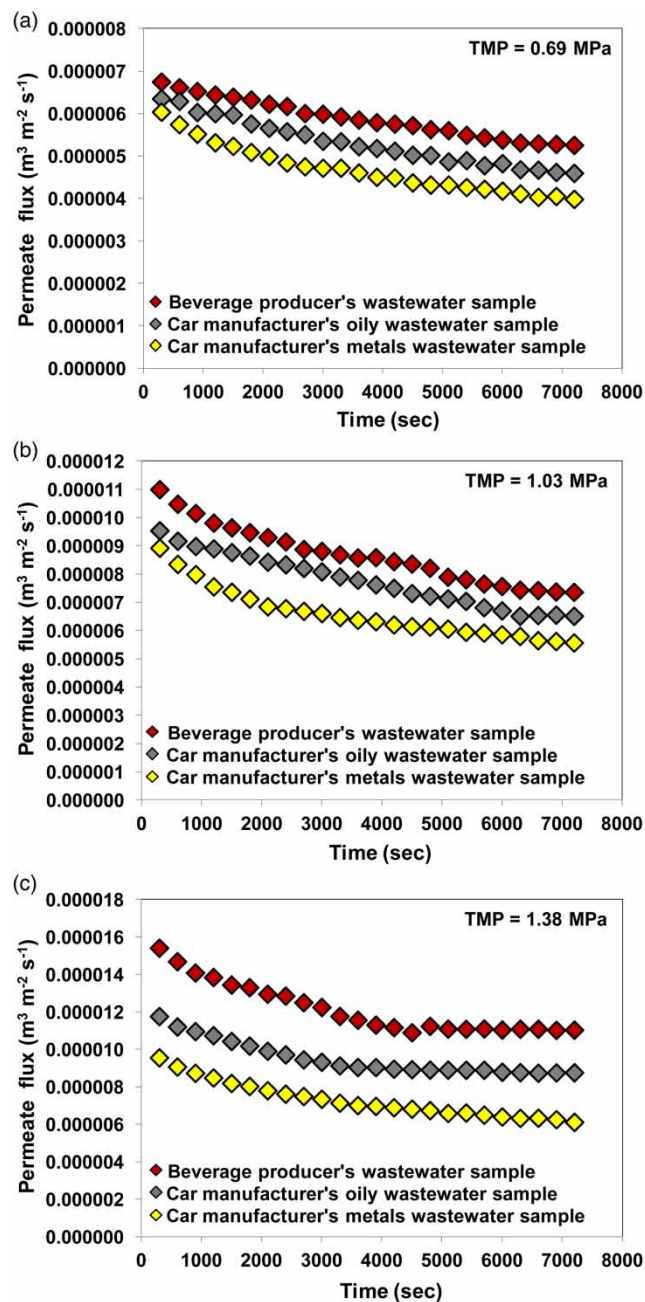 (a)
0.000008
TMP = 0.69 MPa
0.000007
0.000006
0.000005
0.000004
0.000003
0.000002
0.000001
0.000000
Permeate flux (m³ m⁻² s⁻¹)
Beverage producer's wastewater sample
Car manufacturer's oily wastewater sample
Car manufacturer's metals wastewater sample
0 1000 2000 3000 4000 5000 6000 7000 8000
Time (sec)
(b)
0.000012
TMP = 1.03 MPa
0.000011
0.000010
0.000009
0.000008
0.000007
0.000006
0.000005
0.000004
0.000003
0.000002
0.000001
0.000000
Permeate flux (m³ m⁻² s⁻¹)
Beverage producer's wastewater sample
Car manufacturer's oily wastewater sample
Car manufacturer's metals wastewater sample
0 1000 2000 3000 4000 5000 6000 7000 8000
Time (sec)
(c)
0.000018
TMP = 1.38 MPa
0.000016
0.000014
0.000012
0.000010
0.000008
0.000006
0.000004
0.000002
0.000000
Permeate flux (m³ m⁻² s⁻¹)
Beverage producer's wastewater sample
Car manufacturer's oily wastewater sample
Car manufacturer's metals wastewater sample
0 1000 2000 3000 4000 5000 6000 7000 8000
Time (sec)